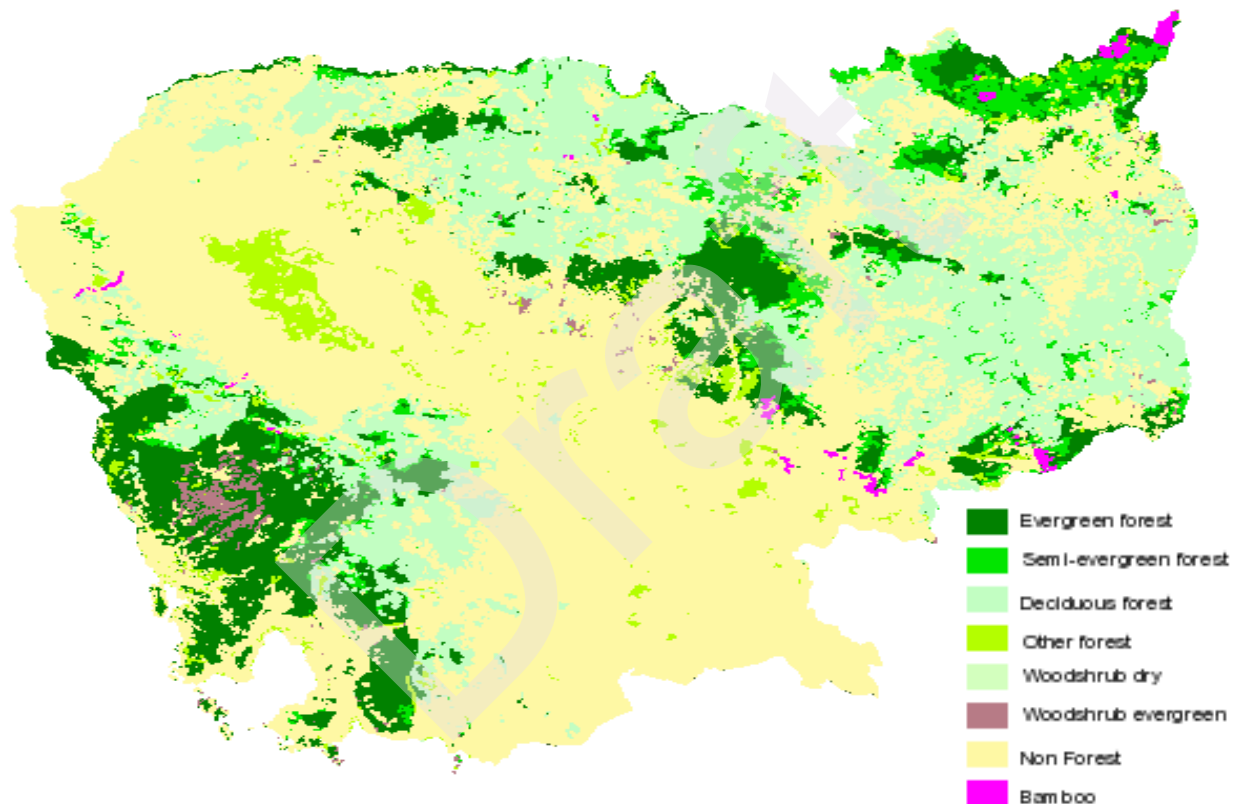 Draft
Evergreen forest
Semi-evergreen forest
Deciduous forest
Other forest
Woodshrub dry
Woodshrub evergreen
Non Forest
Bamboo